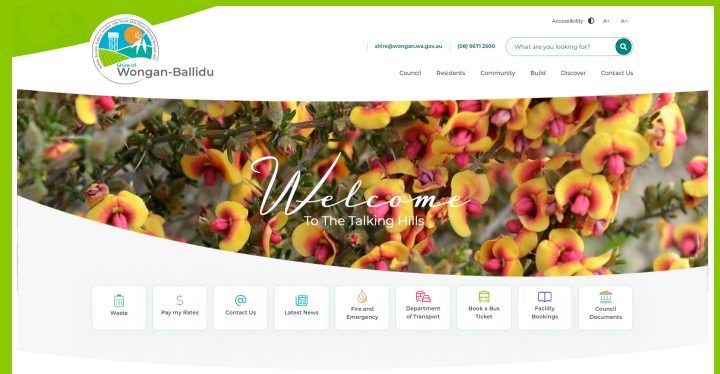 Accessibility A+ A-
shire@wongan.wa.gov.au (08) 9671 2500 What are you looking for?
Shire of
Wongan-Ballidu
Council Residents Community Build Discover Contact Us
Welcome
To The Talking Hills
Waste
Pay my Rates
Contact Us
Latest News
Fire and
Emergency
Department
of Transport
Book a Bus
Ticket
Facility
Bookings
Council
Documents